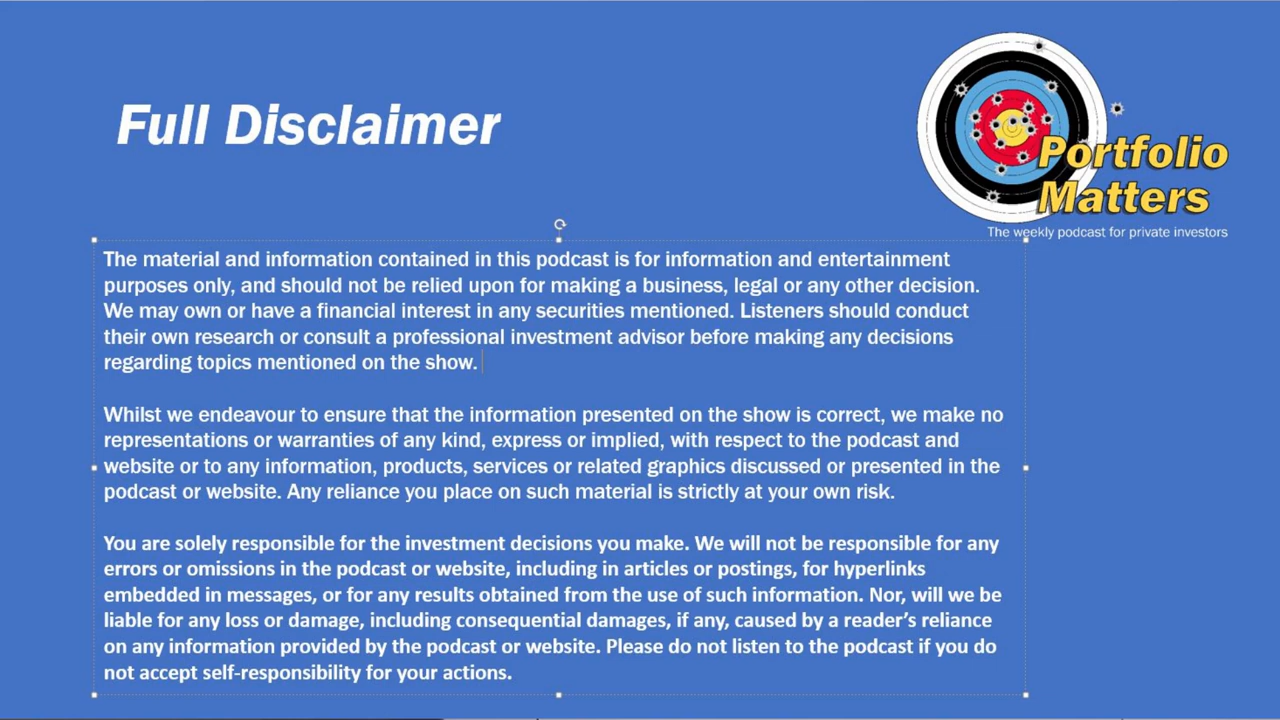 Full Disclaimer
Portfolio
Matters
The weekly podcast for private investors
The material and information contained in this podcast is for information and entertainment
purposes only, and should not be relied upon for making a business, legal or any other decision.
We may own or have a financial interest in any securities mentioned. Listeners should conduct
their own research or consult a professional investment advisor before making any decisions
regarding topics mentioned on the show.
Whilst we endeavour to ensure that the information presented on the show is correct, we make no
representations or warranties of any kind, express or implied, with respect to the podcast and
website or to any information, products, services or related graphics discussed or presented in the
podcast or website. Any reliance you place on such material is strictly at your own risk.
You are solely responsible for the investment decisions you make. We will not be responsible for any
errors or omissions in the podcast or website, including in articles or postings, for hyperlinks
embedded in messages, or for any results obtained from the use of such information. Nor, will we be
liable for any loss or damage, including consequential damages, if any, caused by a reader’s reliance
on any information provided by the podcast or website. Please do not listen to the podcast if you do
not accept self-responsibility for your actions.